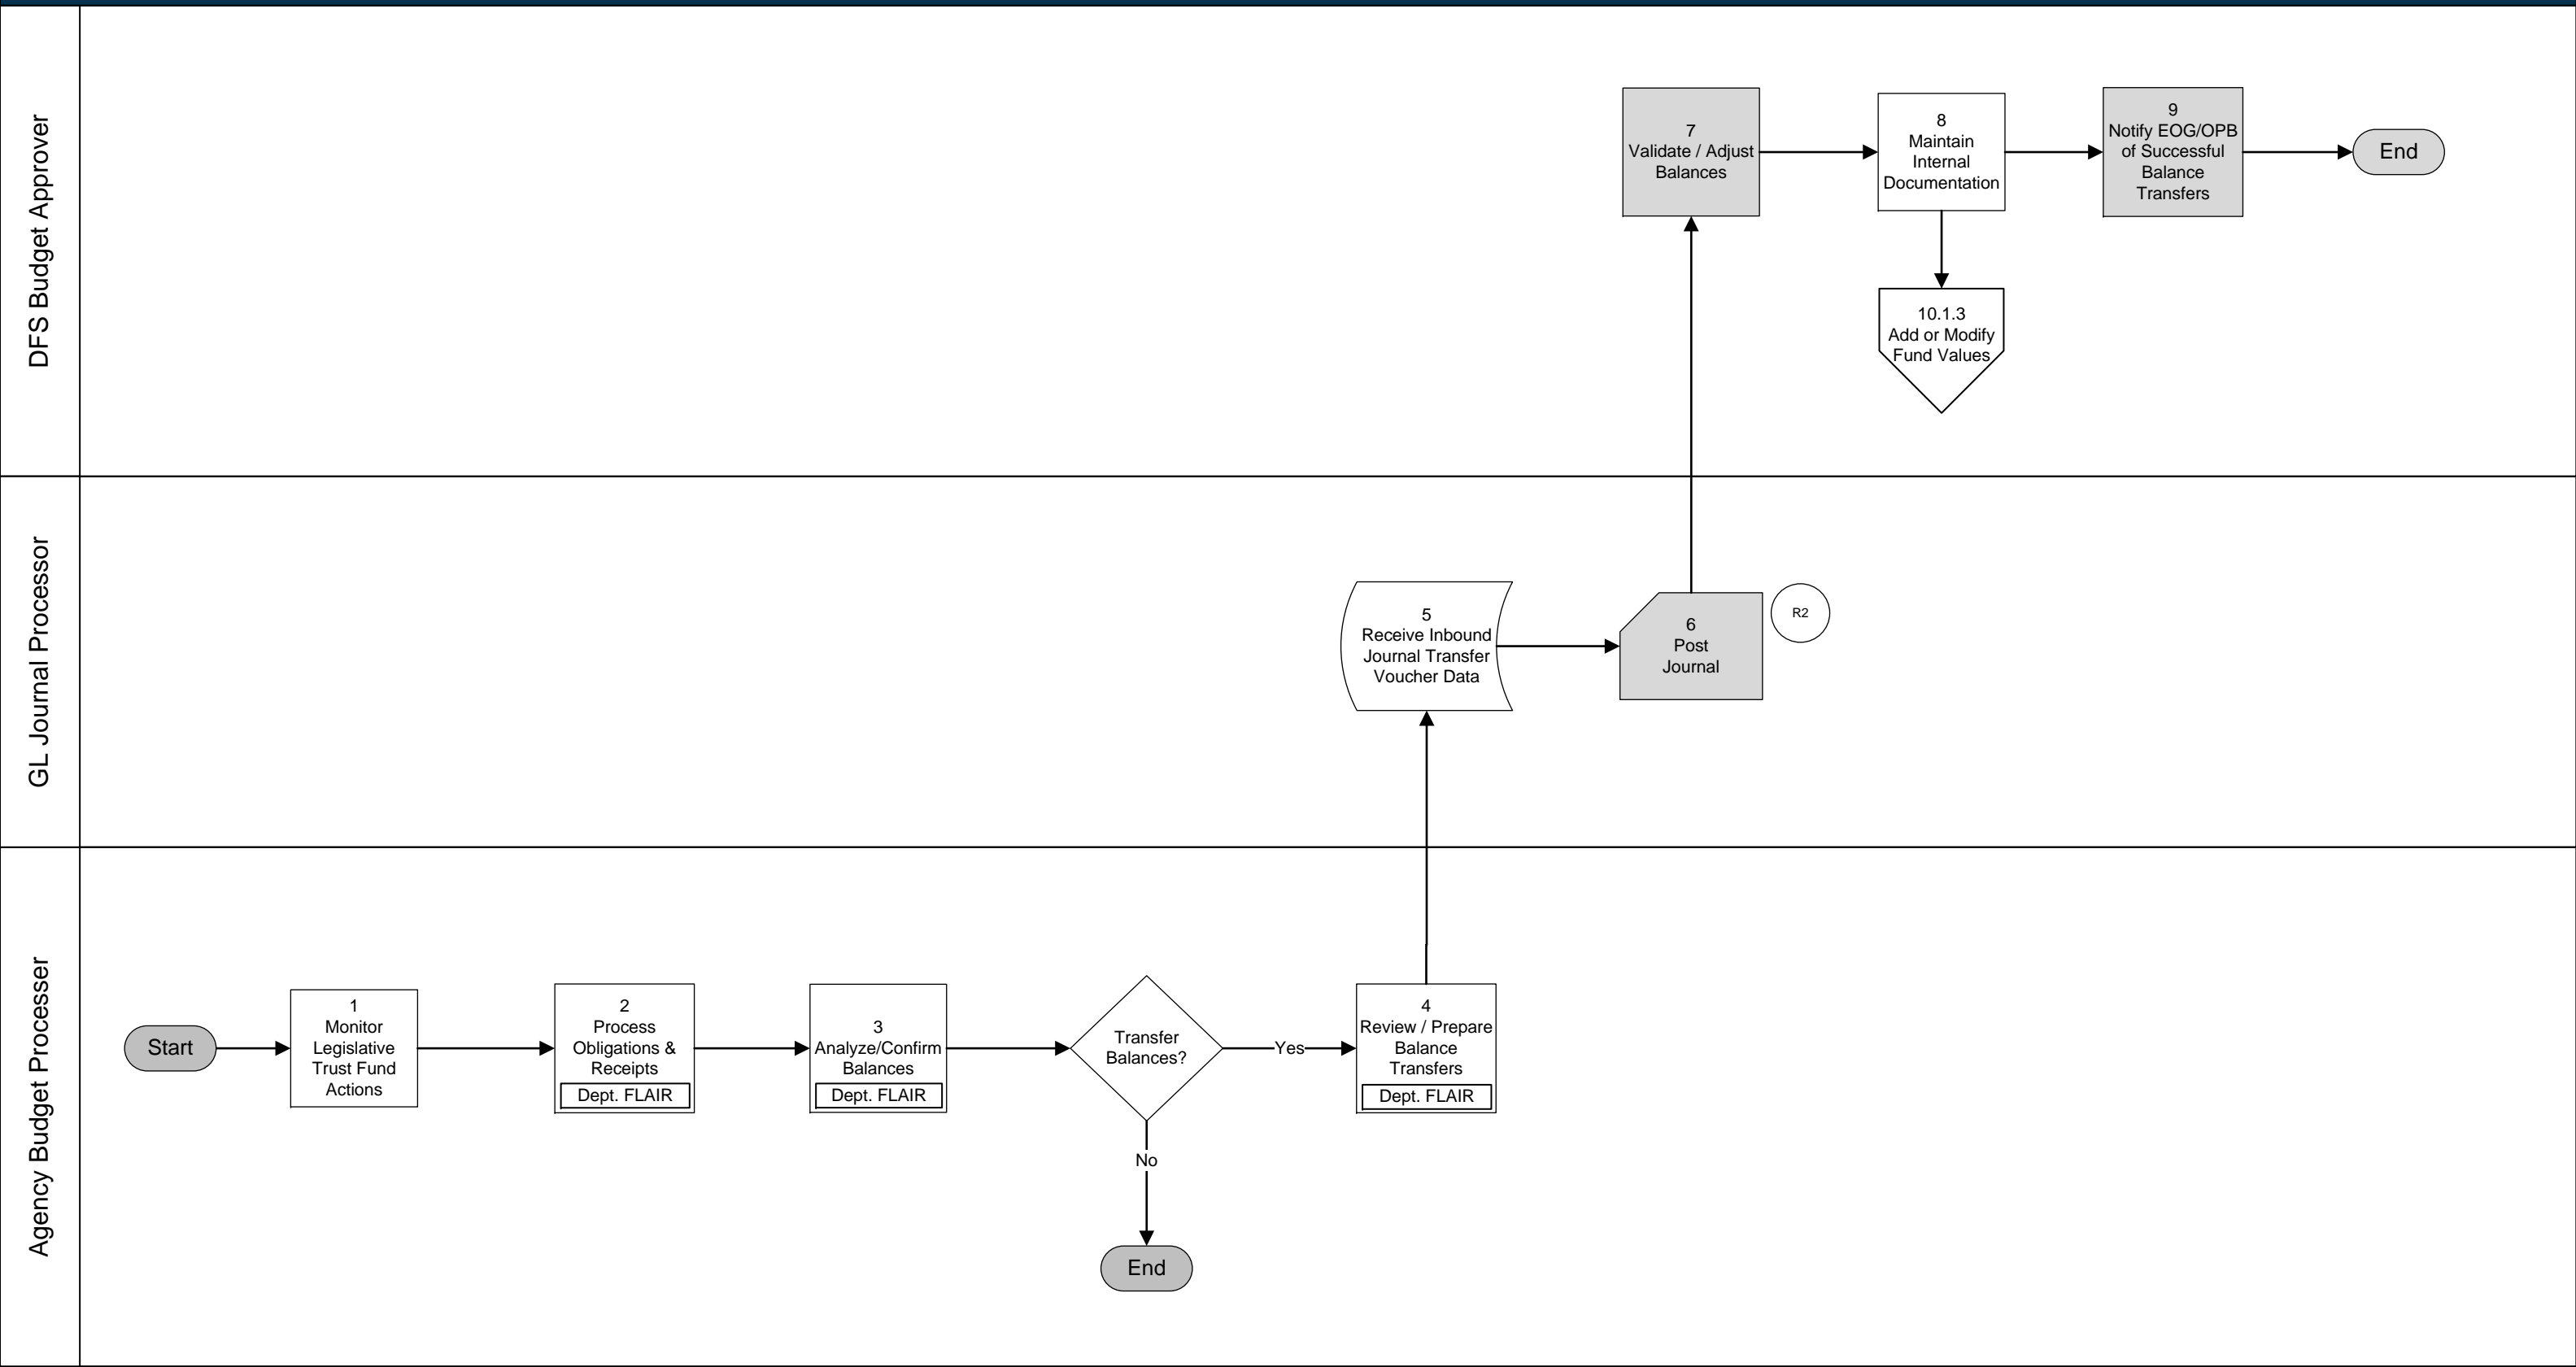 DFS Budget Approver
7
Validate / Adjust
Balances
8
Maintain
Internal
Documentation
9
Notify EOG/OPB
of Successful
Balance
Transfers
End
10.1.3
Add or Modify
Fund Values
GL Journal Processor
5
Receive Inbound
Journal Transfer
Voucher Data
6
Post
Journal
R2
Agency Budget Processer
Start
1
Monitor
Legislative
Trust Fund
Actions
2
Process
Obligations &
Receipts
Dept. FLAIR
3
Analyze/Confirm
Balances
Dept. FLAIR
Transfer
Balances?
Yes
4
Review / Prepare
Balance
Transfers
Dept. FLAIR
No
End